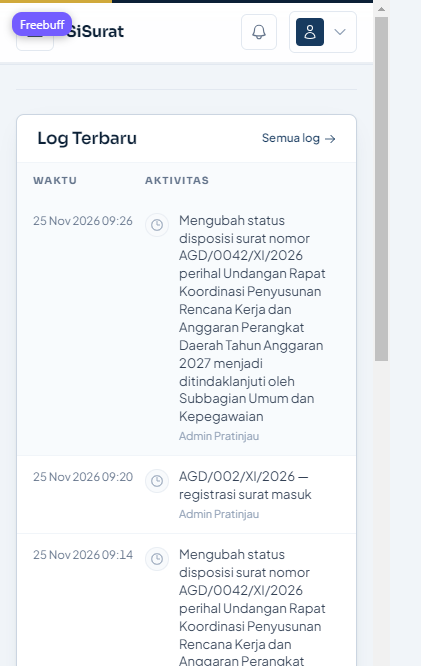 Freebuff
SiSurat
Log Terbaru
Semua log →
WAKTU AKTIVITAS
25 Nov 2026 09:26
Mengubah status
disposisi surat nomor
AGD/0042/XI/2026
perihal Undangan Rapat
Koordinasi Penyusunan
Rencana Kerja dan
Anggaran Perangkat
Daerah Tahun Anggaran
2027 menjadi
ditindaklanjuti oleh
Subbagian Umum dan
Kepegawaian
Admin Pratinjau
25 Nov 2026 09:20
AGD/002/XI/2026 —
registrasi surat masuk
Admin Pratinjau
25 Nov 2026 09:14
Mengubah status
disposisi surat nomor
AGD/0042/XI/2026
perihal Undangan Rapat
Koordinasi Penyusunan
Rencana Kerja dan
Anggaran Perangkat